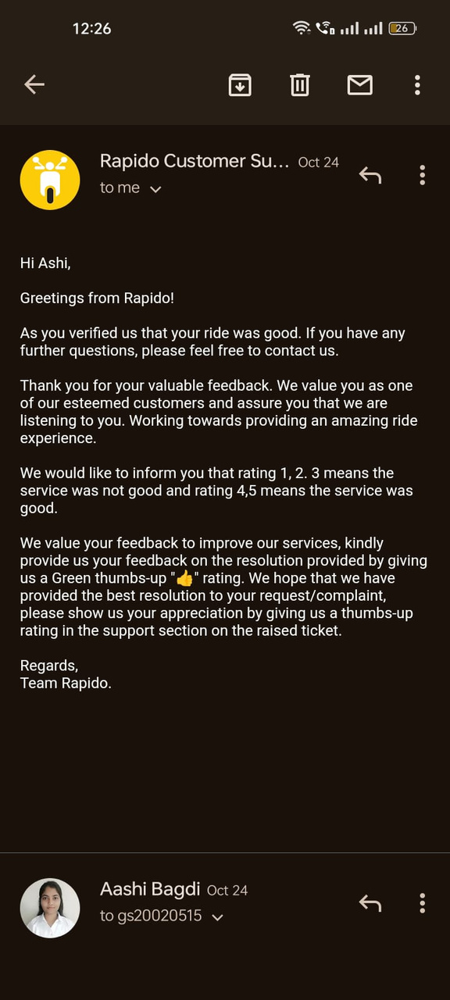 12:26
26
Rapido Customer Su... Oct 24
to me
Hi Ashi,
Greetings from Rapido!
As you verified us that your ride was good. If you have any
further questions, please feel free to contact us.
Thank you for your valuable feedback. We value you as one
of our esteemed customers and assure you that we are
listening to you. Working towards providing an amazing ride
experience.
We would like to inform you that rating 1, 2. 3 means the
service was not good and rating 4,5 means the service was
good.
We value your feedback to improve our services, kindly
provide us your feedback on the resolution provided by giving
us a Green thumbs-up "👍" rating. We hope that we have
provided the best resolution to your request/complaint,
please show us your appreciation by giving us a thumbs-up
rating in the support section on the raised ticket.
Regards,
Team Rapido.
Aashi Bagdi Oct 24
to gs20020515